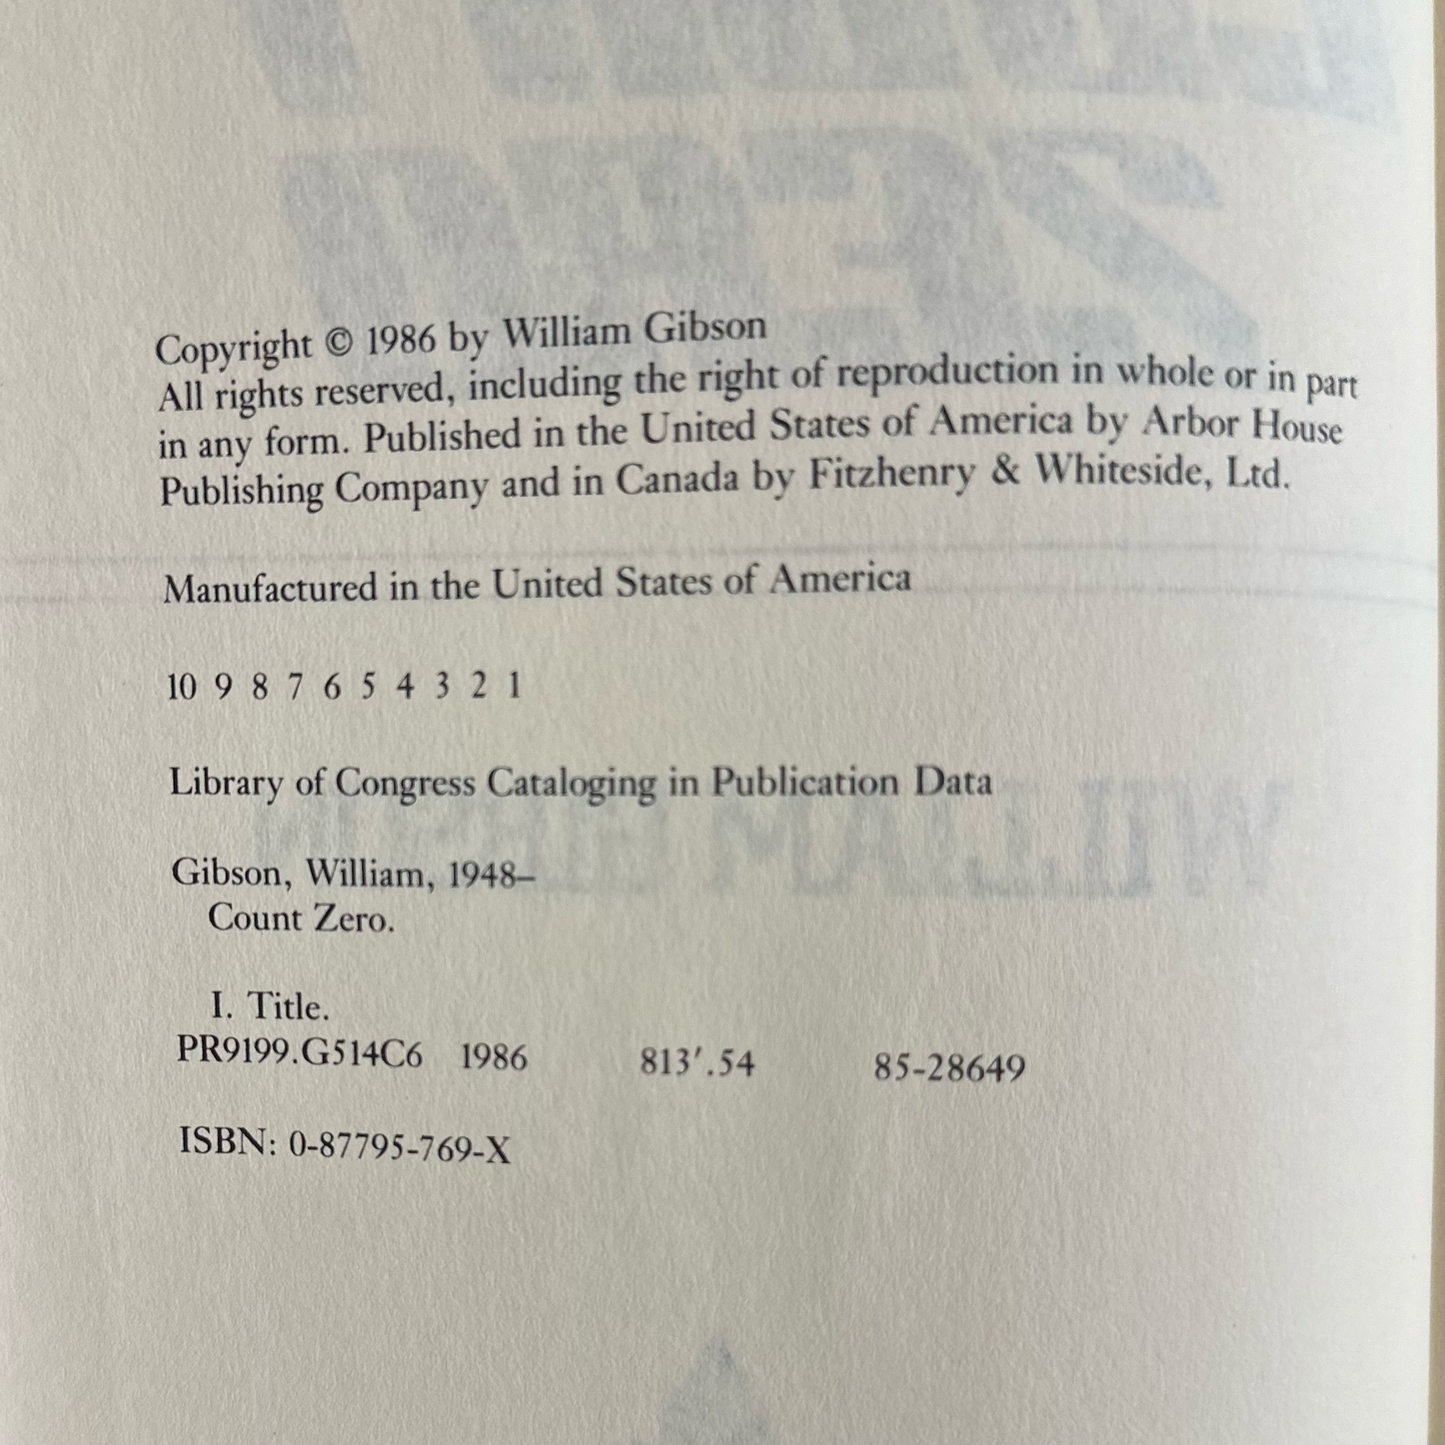 Copyright © 1986 by William Gibson
All rights reserved, including the right of reproduction in whole or in part
in any form. Published in the United States of America by Arbor House
Publishing Company and in Canada by Fitzhenry & Whiteside, Ltd.
Manufactured in the United States of America
10 9 8 7 6 5 4 3 2 1
Library of Congress Cataloging in Publication Data
Gibson, William, 1948–
Count Zero.
I. Title.
PR9199.G514C6 1986 813′.54 85-28649
ISBN: 0-87795-769-X